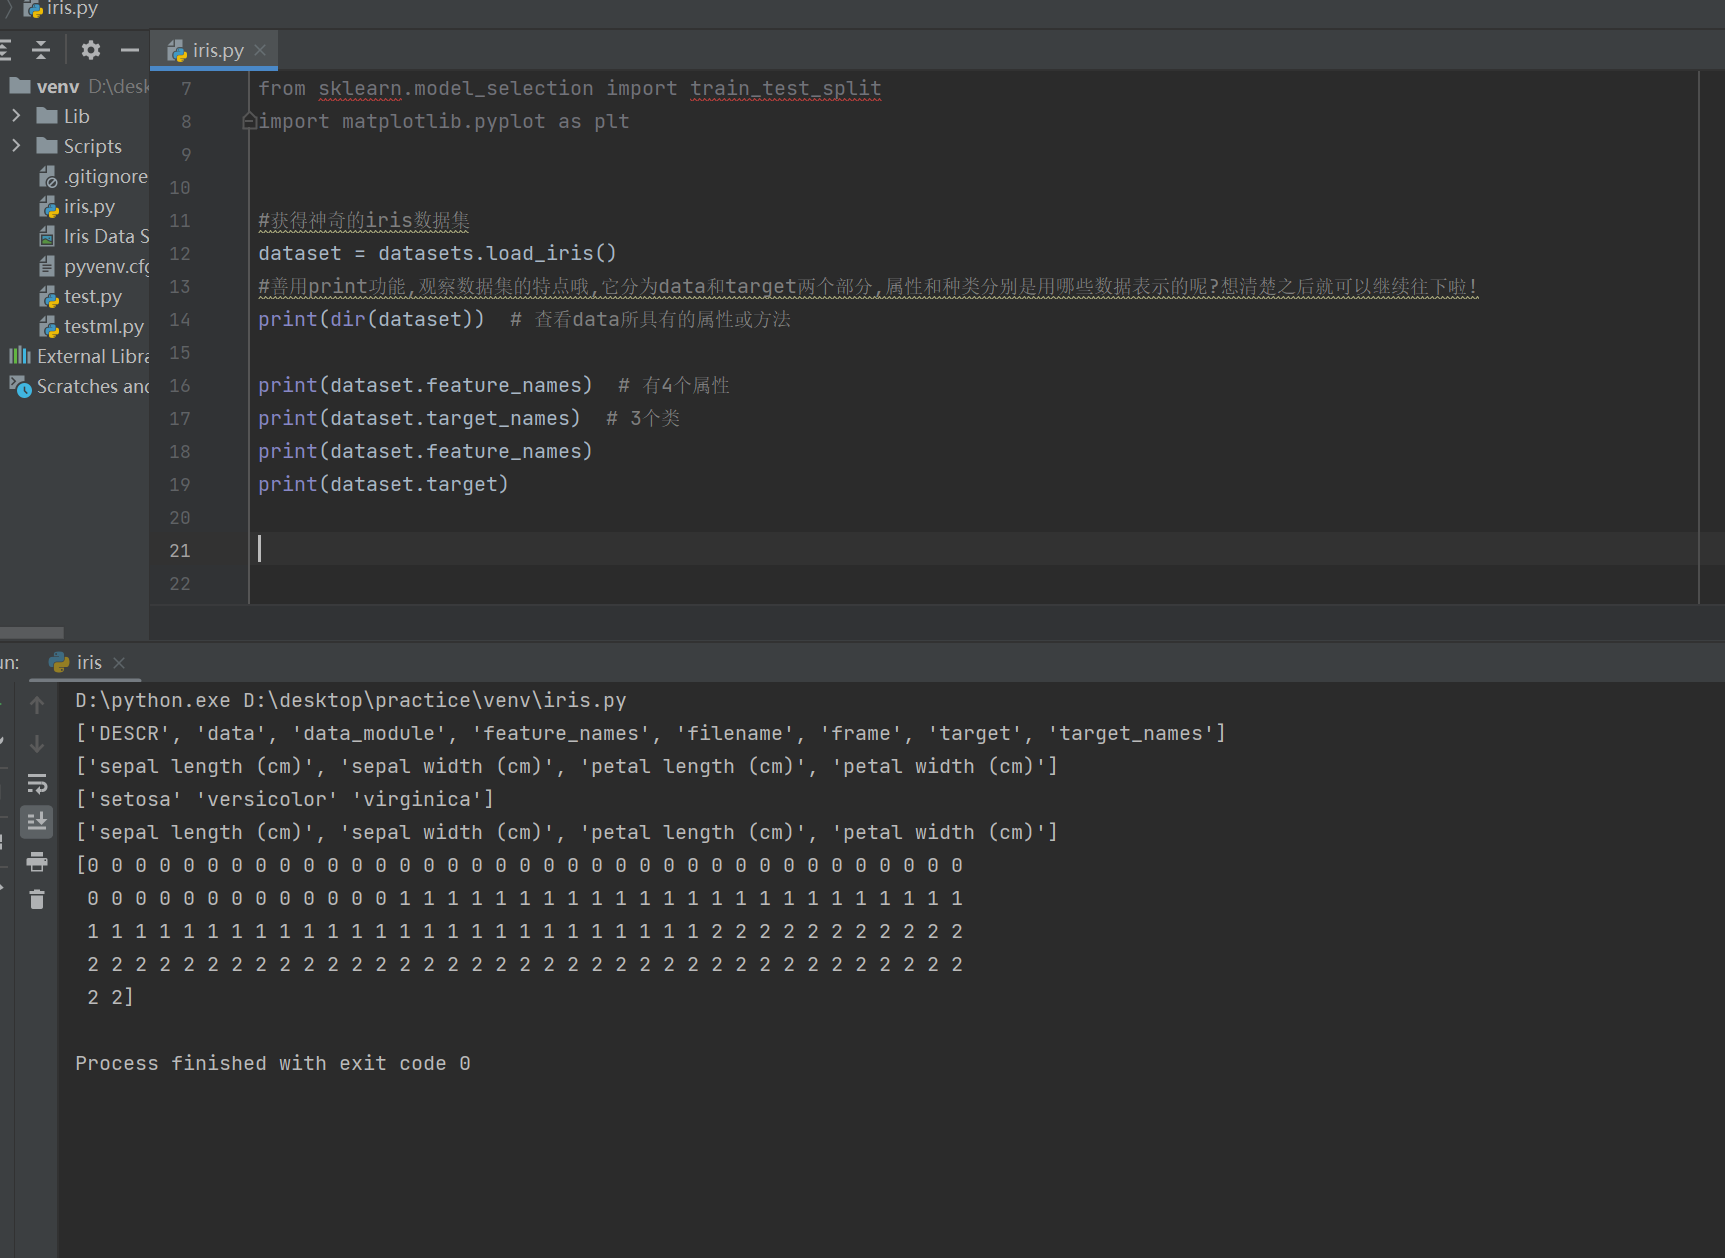 iris.py
iris.py
venv D:\desk
Lib
Scripts
.gitignore
iris.py
Iris Data S
pyvenv.cfg
test.py
testml.py
External Libra
Scratches and
7 from sklearn.model_selection import train_test_split
8 import matplotlib.pyplot as plt
9
10
11 #获得神奇的iris数据集
12 dataset = datasets.load_iris()
13 #善用print功能,观察数据集的特点哦,它分为data和target两个部分,属性和种类分别是用哪些数据表示的呢?想清楚之后就可以继续往下啦!
14 print(dir(dataset))  # 查看data所具有的属性或方法
15
16 print(dataset.feature_names)  # 有4个属性
17 print(dataset.target_names)  # 3个类
18 print(dataset.feature_names)
19 print(dataset.target)
20
21
22
un: iris
D:\python.exe D:\desktop\practice\venv\iris.py
['DESCR', 'data', 'data_module', 'feature_names', 'filename', 'frame', 'target', 'target_names']
['sepal length (cm)', 'sepal width (cm)', 'petal length (cm)', 'petal width (cm)']
['setosa' 'versicolor' 'virginica']
['sepal length (cm)', 'sepal width (cm)', 'petal length (cm)', 'petal width (cm)']
[0 0 0 0 0 0 0 0 0 0 0 0 0 0 0 0 0 0 0 0 0 0 0 0 0 0 0 0 0 0 0 0 0 0 0 0 0
0 0 0 0 0 0 0 0 0 0 0 0 0 1 1 1 1 1 1 1 1 1 1 1 1 1 1 1 1 1 1 1 1 1 1 1 1
1 1 1 1 1 1 1 1 1 1 1 1 1 1 1 1 1 1 1 1 1 1 1 1 1 1 2 2 2 2 2 2 2 2 2 2 2
2 2 2 2 2 2 2 2 2 2 2 2 2 2 2 2 2 2 2 2 2 2 2 2 2 2 2 2 2 2 2 2 2 2 2 2 2
2 2]
Process finished with exit code 0